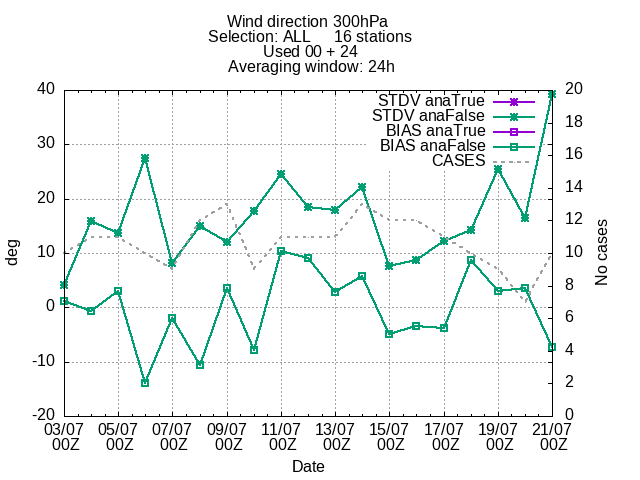 Wind direction 300hPa
Selection: ALL 16 stations
Used 00 + 24
Averaging window: 24h
STDV anaTrue
STDV anaFalse
BIAS anaTrue
BIAS anaFalse
CASES
40
30
20
10
0
-10
-20
deg
20
18
16
14
12
10
8
6
4
2
0
No cases
03/07 05/07 07/07 09/07 11/07 13/07 15/07 17/07 19/07 21/07
00Z 00Z 00Z 00Z 00Z 00Z 00Z 00Z 00Z 00Z
Date